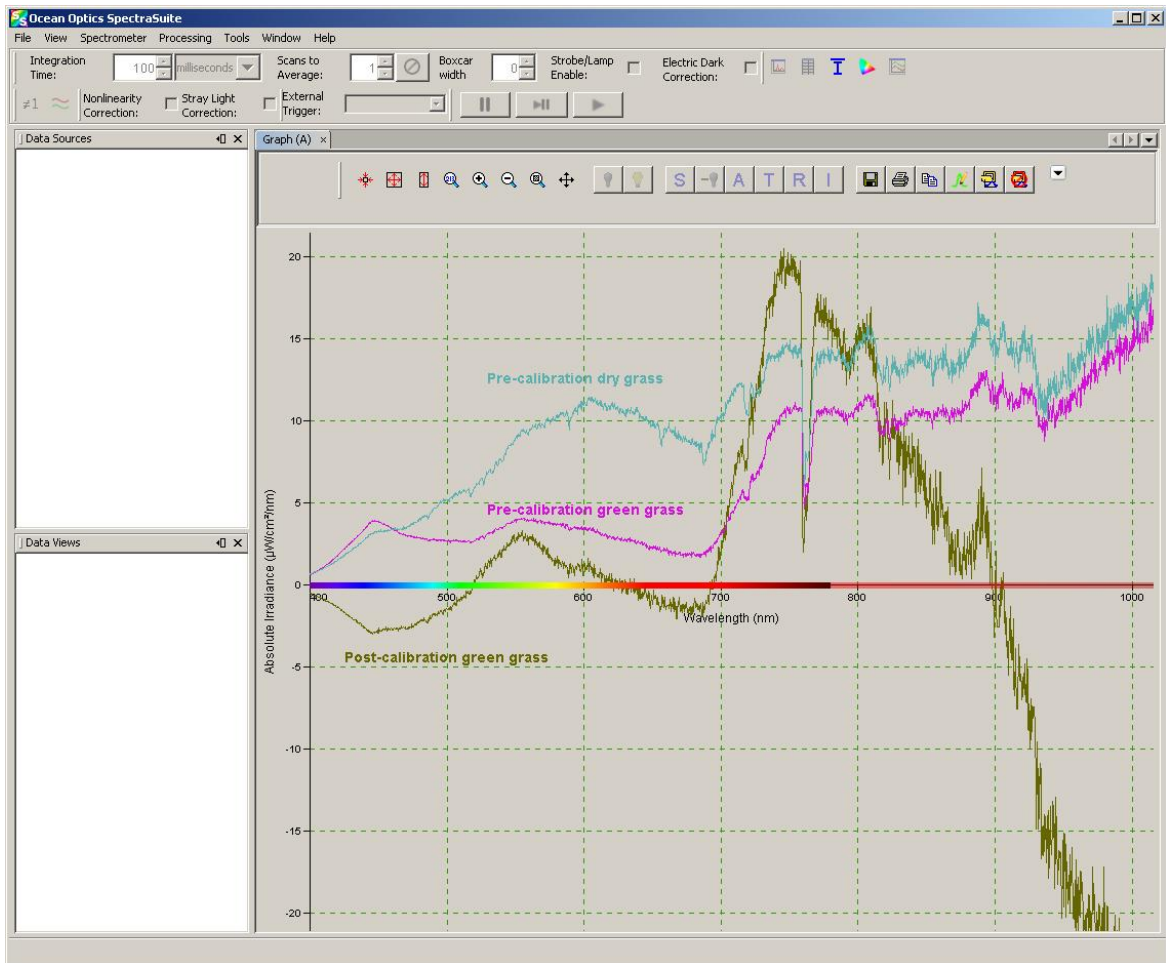 Ocean Optics SpectraSuite
File View Spectrometer Processing Tools Window Help
Integration Time: 100 milliseconds Scans to Average: 1 Boxcar width 0 Strobe/Lamp Enable: Electric Dark Correction:
≠1 Nonlinearity Correction: Stray Light Correction: External Trigger:
Data Sources
Graph (A)
S A T R I
20
15
Pre-calibration dry grass
10
5
Pre-calibration green grass
0
400 500 600 700 800 900 1000
Wavelength (nm)
Absolute Irradiance (µW/cm²/nm)
Post-calibration green grass
-5
-10
-15
-20
Data Views